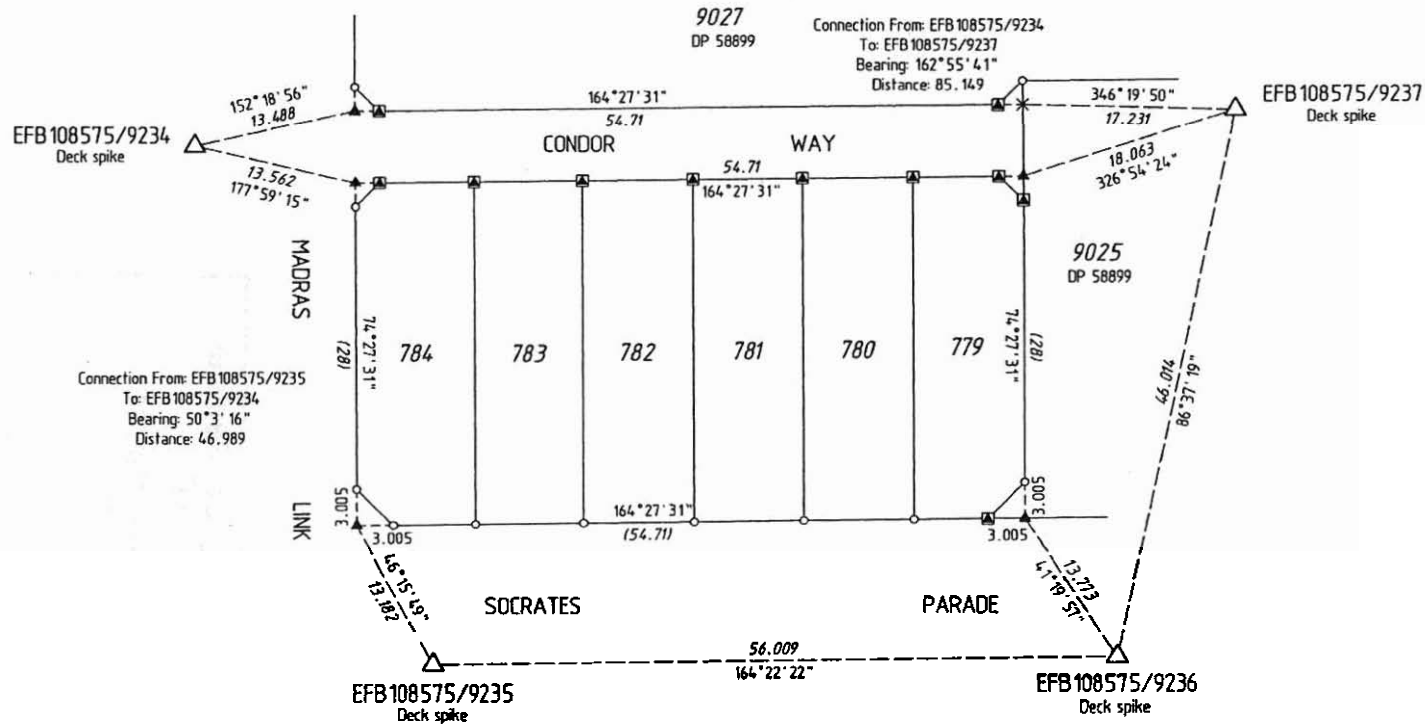 9027
DP 58899
Connection From: EFB108575/9234
To: EFB108575/9237
Bearing: 162°55'41"
Distance: 85.149
152°18'56"
13.488
164°27'31"
54.71
346°19'50"
17.231
EFB108575/9237
Deck spike
EFB108575/9234
Deck spike
CONDOR WAY
13.562
177°59'15"
54.71
164°27'31"
18.063
326°54'24"
9025
DP 58899
MADRAS
(28)
74°27'31"
784
783
782
781
780
779
74°27'31"
(28)
46.014
86°37'19"
Connection From: EFB108575/9235
To: EFB108575/9234
Bearing: 50°3'16"
Distance: 46.989
LINK
3.005
3.005
164°27'31"
(54.71)
3.005
3.005
46°15'49"
13.182
13.773
41°19'57"
SOCRATES PARADE
56.009
164°22'22"
EFB108575/9235
Deck spike
EFB108575/9236
Deck spike